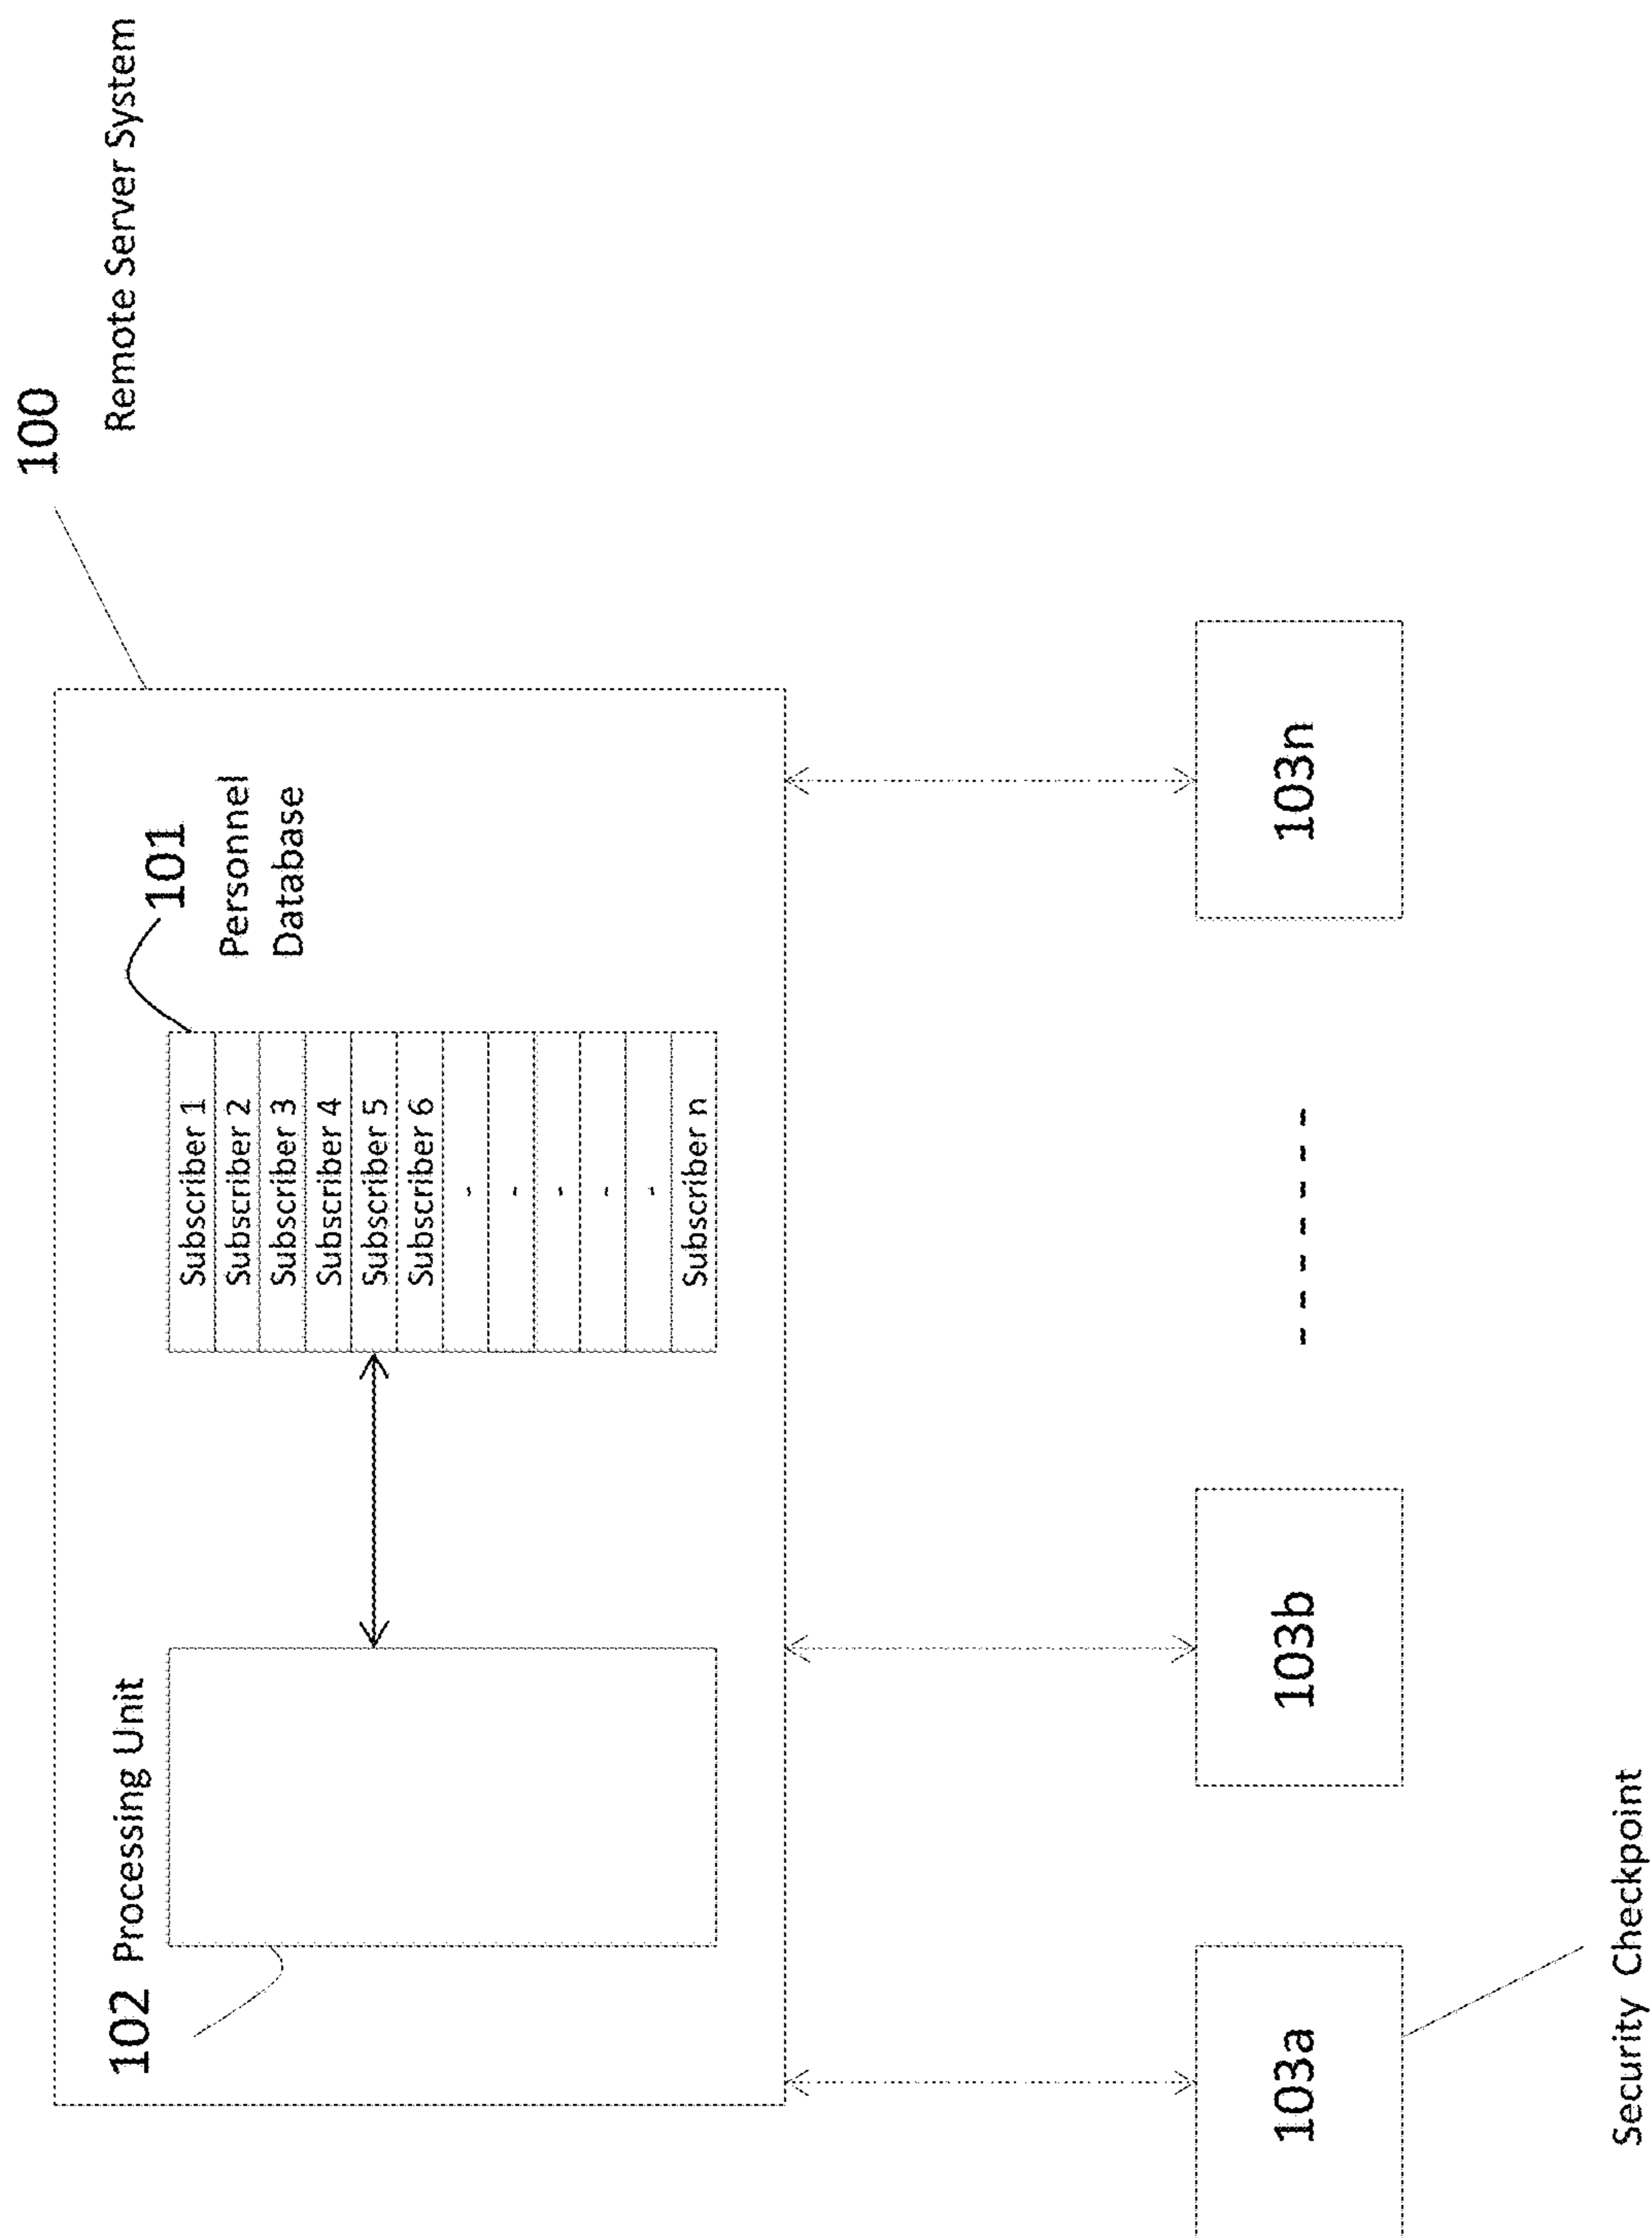 100
Remote Server System
102 Processing Unit
101
Personnel
Database
Subscriber 1
Subscriber 2
Subscriber 3
Subscriber 4
Subscriber 5
Subscriber 6
Subscriber n
103a
103b
103n
Security Checkpoint